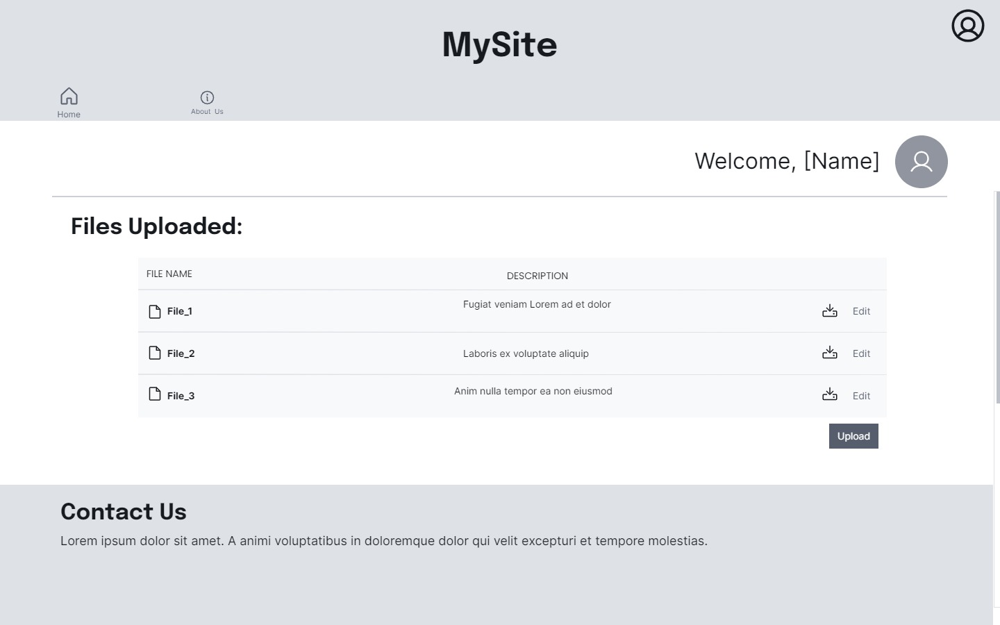 MySite
Home
About Us
Welcome, [Name]
Files Uploaded:
FILE NAME
DESCRIPTION
File_1
Fugiat veniam Lorem ad et dolor
Edit
File_2
Laboris ex voluptate aliquip
Edit
File_3
Anim nulla tempor ea non eiusmod
Edit
Upload
Contact Us
Lorem ipsum dolor sit amet. A animi voluptatibus in doloremque dolor qui velit excepturi et tempore molestias.